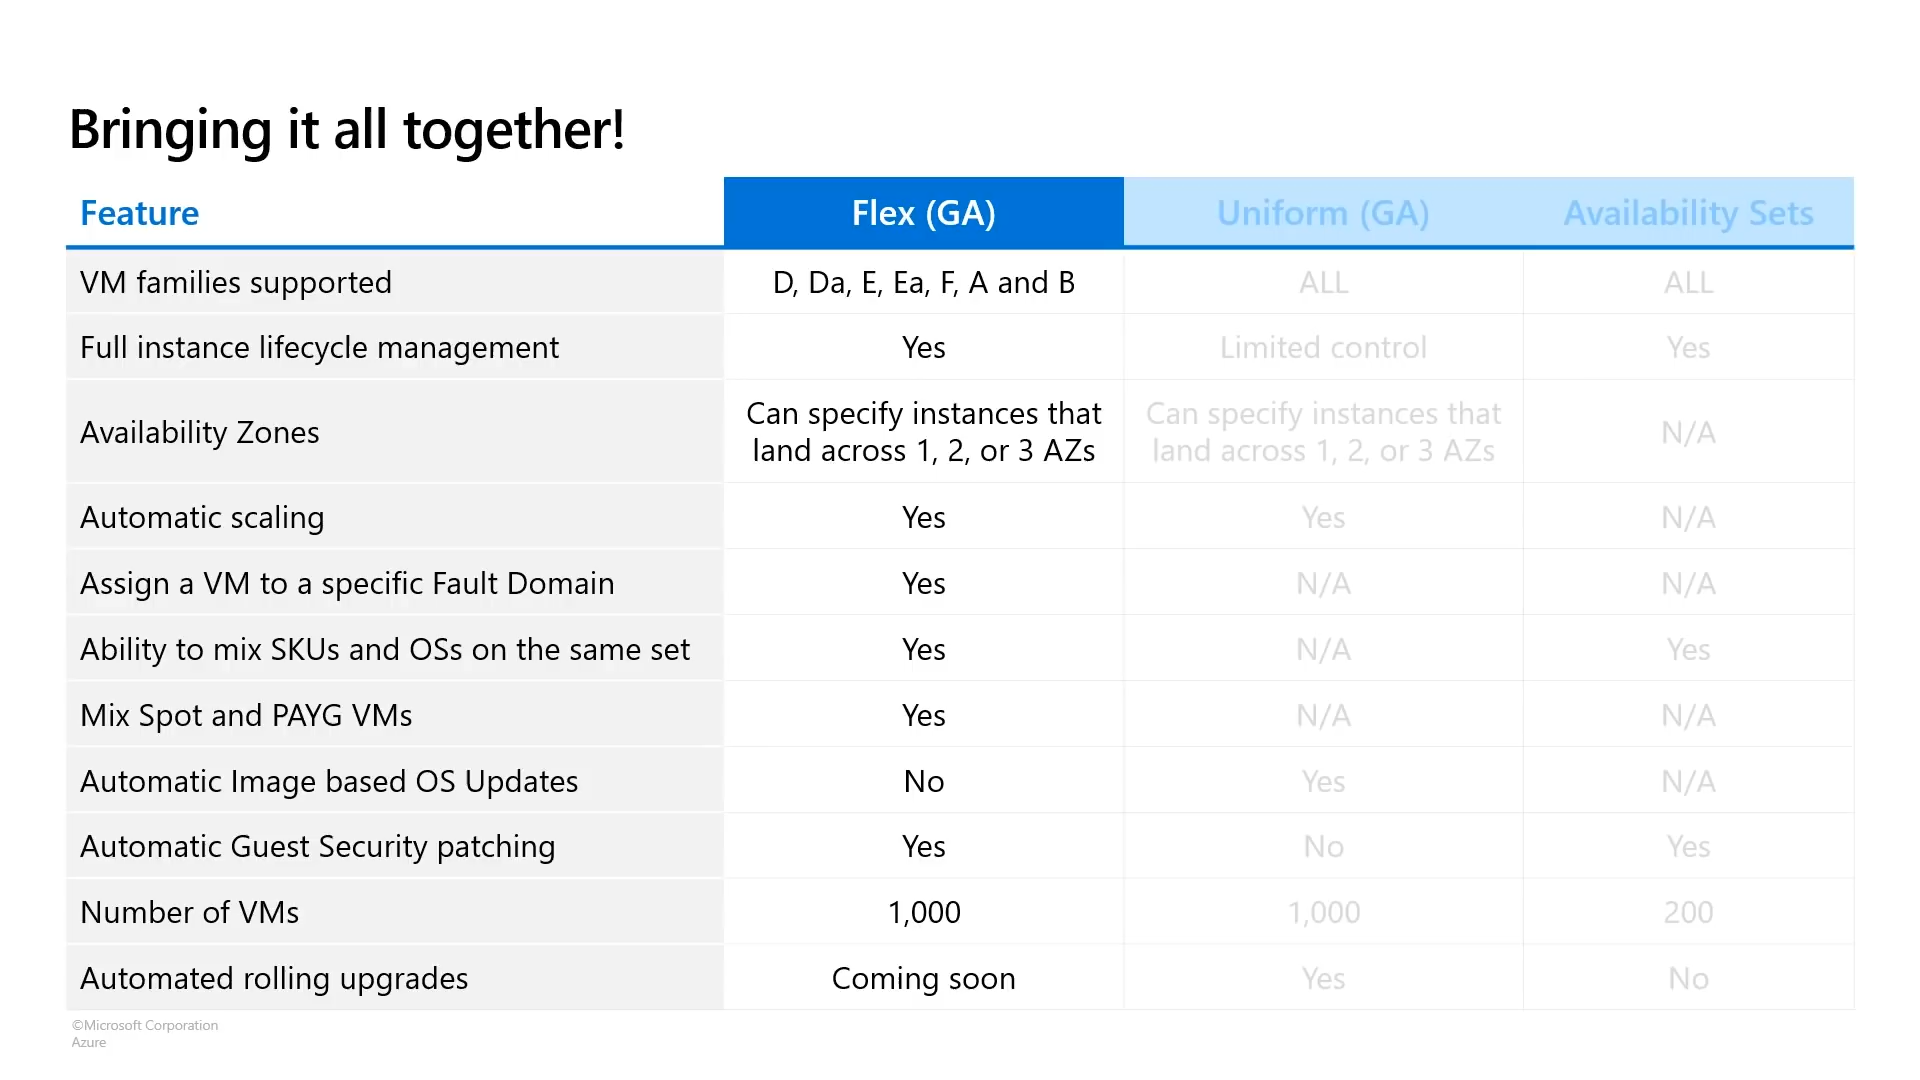 Bringing it all together!
Feature Flex (GA) Uniform (GA) Availability Sets
VM families supported D, Da, E, Ea, F, A and B ALL ALL
Full instance lifecycle management Yes Limited control Yes
Availability Zones Can specify instances that land across 1, 2, or 3 AZs Can specify instances that land across 1, 2, or 3 AZs N/A
Automatic scaling Yes Yes N/A
Assign a VM to a specific Fault Domain Yes N/A N/A
Ability to mix SKUs and OSs on the same set Yes N/A Yes
Mix Spot and PAYG VMs Yes N/A N/A
Automatic Image based OS Updates No Yes N/A
Automatic Guest Security patching Yes No Yes
Number of VMs 1,000 1,000 200
Automated rolling upgrades Coming soon Yes No
©Microsoft Corporation
Azure